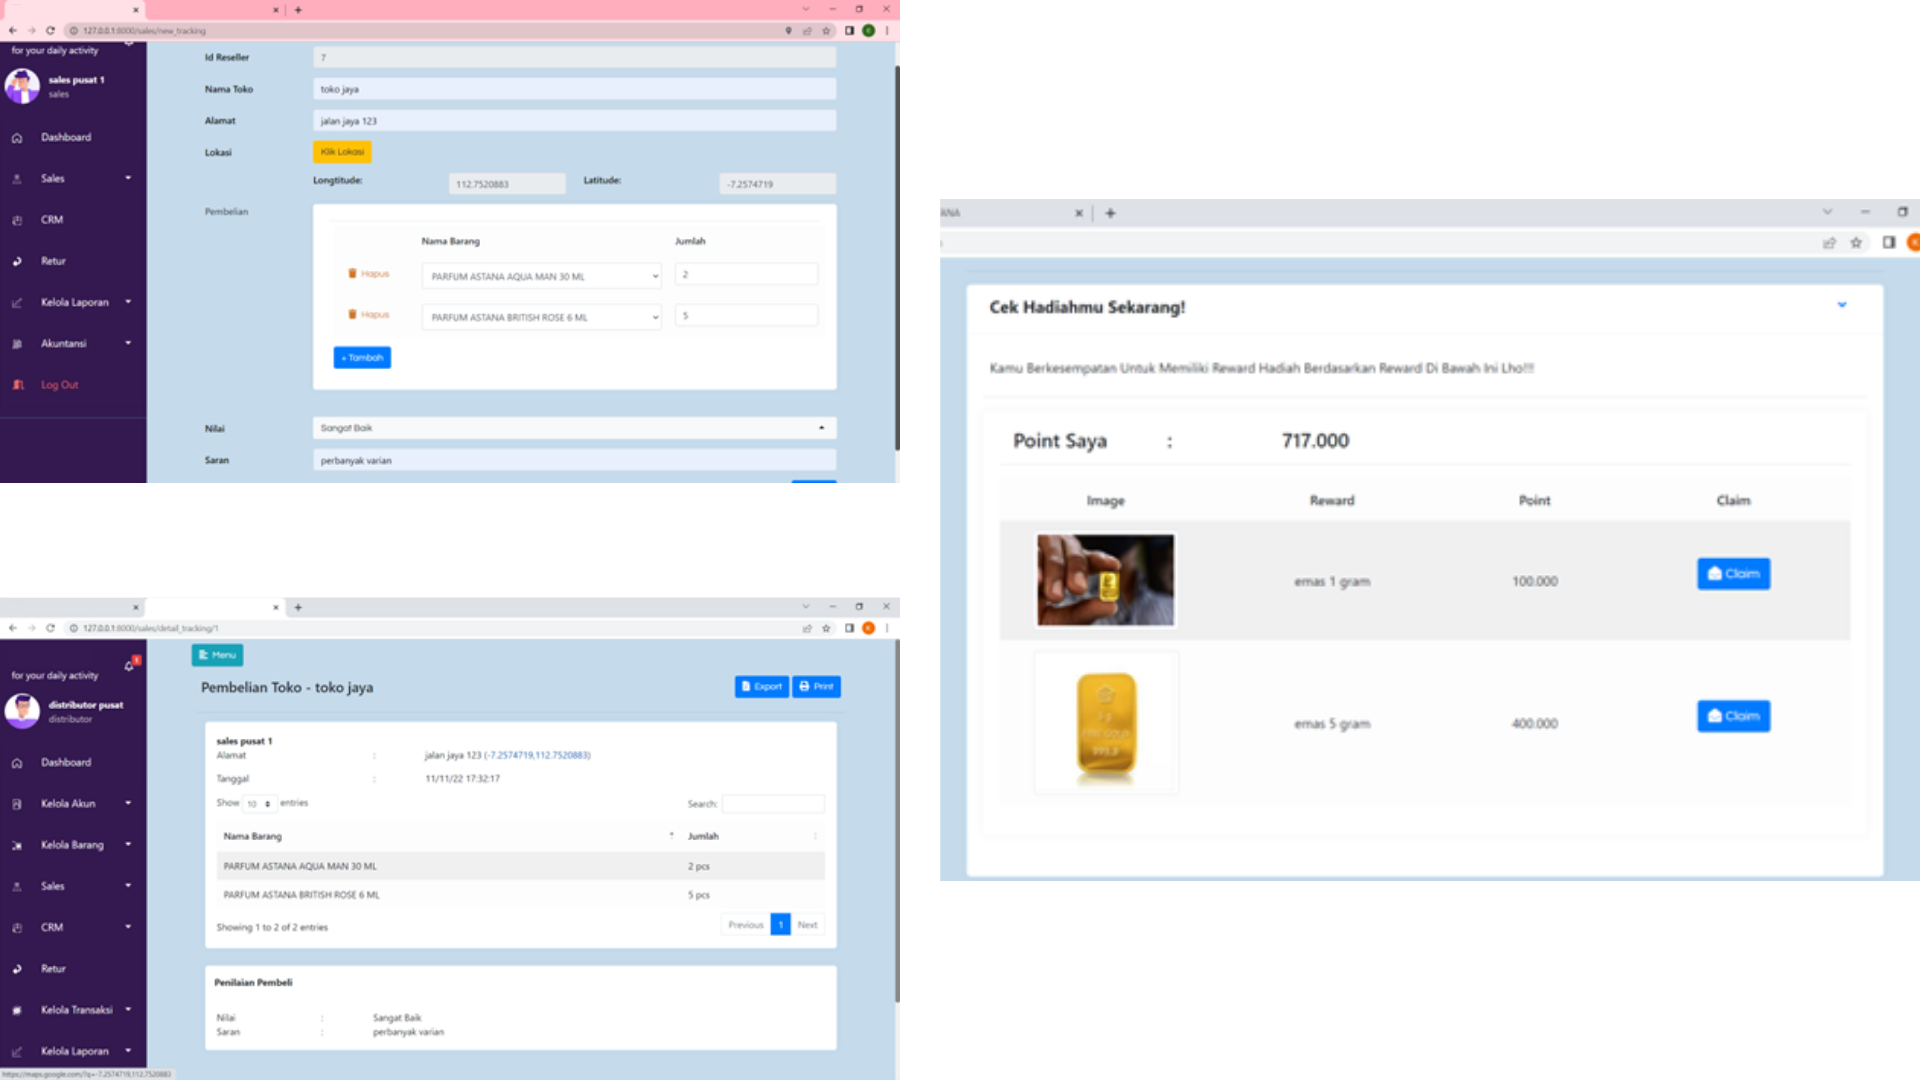 127.0.0.1:8000/sales/new_tracking
for your daily activity
sales pusat 1
sales
Dashboard
Sales
CRM
Retur
Kelola Laporan
Akuntansi
Log Out
Id Reseller
7
Nama Toko
toko jaya
Alamat
jalan jaya 123
Lokasi
Klik Lokasi
Longtitude:
112.7520883
Latitude:
-7.2574719
Pembelian
Nama Barang
Jumlah
Hapus
PARFUM ASTANA AQUA MAN 30 ML
2
Hapus
PARFUM ASTANA BRITISH ROSE 6 ML
5
+ Tambah
Nilai
Sangat Baik
Saran
perbanyak varian
127.0.0.1:8000/sales/detail_tracking/1
for your daily activity
distributor pusat
distributor
Dashboard
Kelola Akun
Kelola Barang
Sales
CRM
Retur
Kelola Transaksi
Kelola Laporan
https://maps.google.com/?q=-7.2574719,112.7520883
Menu
Pembelian Toko - toko jaya
Export
Print
sales pusat 1
Alamat : jalan jaya 123 (-7.2574719,112.7520883)
Tanggal : 11/11/22 17:32:17
Show 10 entries
Search:
Nama Barang
Jumlah
PARFUM ASTANA AQUA MAN 30 ML
2 pcs
PARFUM ASTANA BRITISH ROSE 6 ML
5 pcs
Showing 1 to 2 of 2 entries
Previous 1 Next
Penilaian Pembeli
Nilai : Sangat Baik
Saran : perbanyak varian
ANA
Cek Hadiahmu Sekarang!
Kamu Berkesempatan Untuk Memiliki Reward Hadiah Berdasarkan Reward Di Bawah Ini Lho!!!
Point Saya : 717.000
Image
Reward
Point
Claim
emas 1 gram
100.000
Claim
emas 5 gram
400.000
Claim